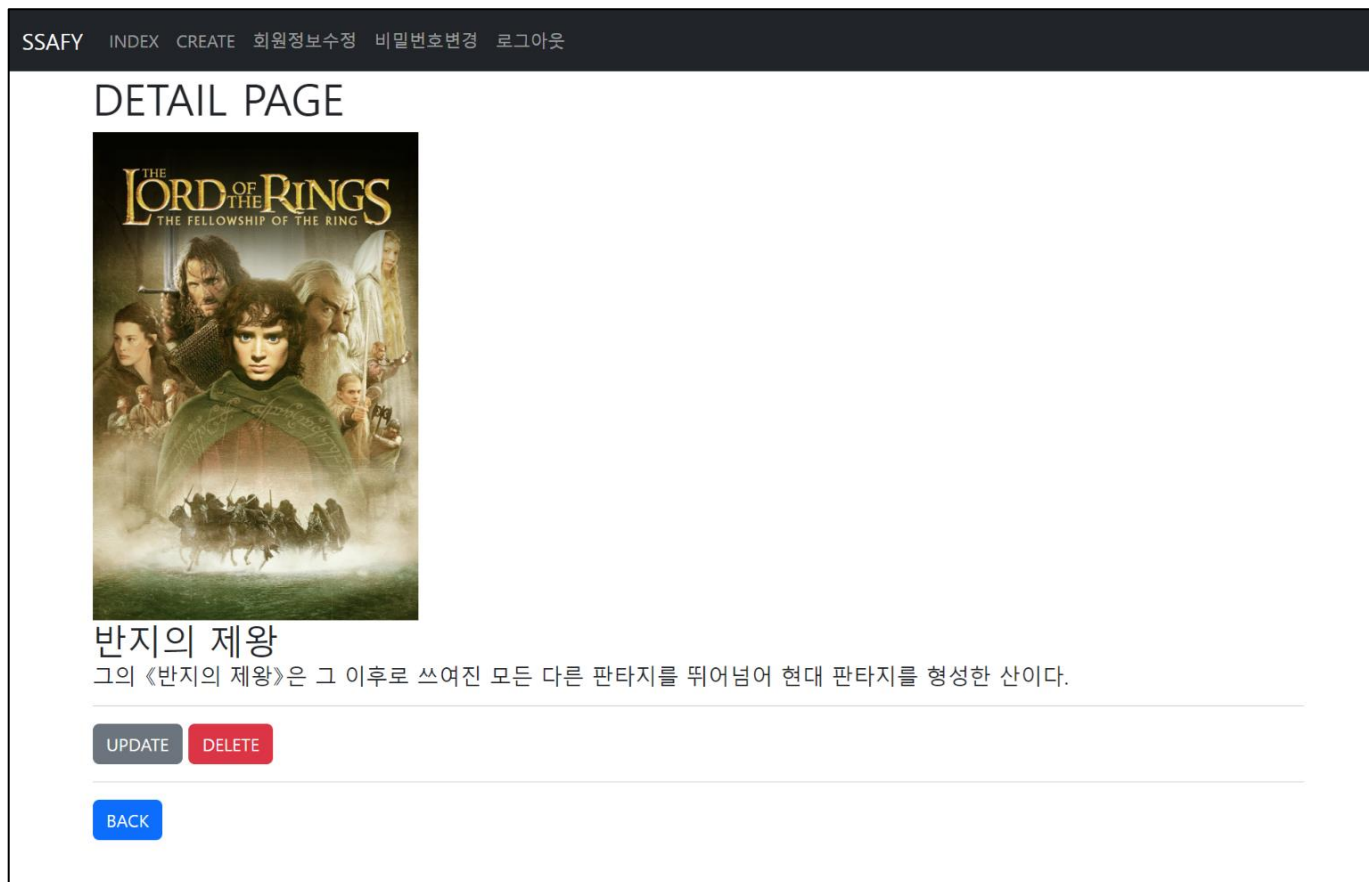 SSAFY INDEX CREATE 회원정보수정 비밀번호변경 로그아웃
DETAIL PAGE
THE
LORD OF THE RINGS
THE FELLOWSHIP OF THE RING
반지의 제왕
그의 《반지의 제왕》은 그 이후로 쓰여진 모든 다른 판타지를 뛰어넘어 현대 판타지를 형성한 산이다.
UPDATE DELETE
BACK